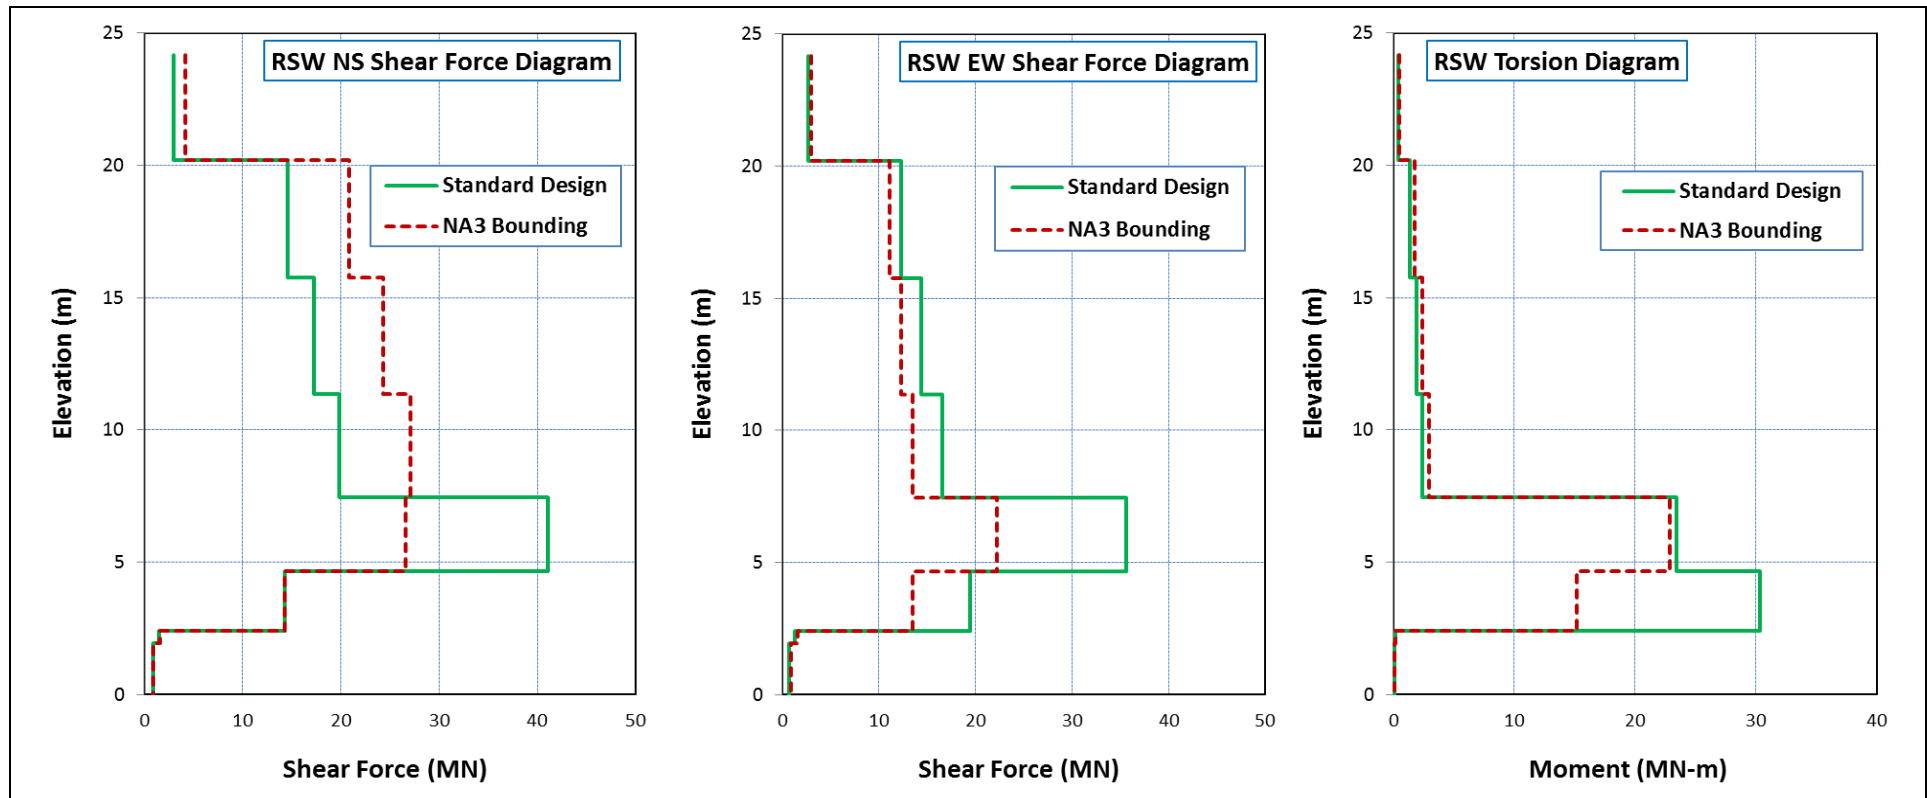 RSW NS Shear Force Diagram
25
20
15
10
5
0
Elevation (m)
Standard Design
NA3 Bounding
0 10 20 30 40 50
Shear Force (MN)
RSW EW Shear Force Diagram
25
20
15
10
5
0
Elevation (m)
Standard Design
NA3 Bounding
0 10 20 30 40 50
Shear Force (MN)
RSW Torsion Diagram
25
20
15
10
5
0
Elevation (m)
Standard Design
NA3 Bounding
0 10 20 30 40
Moment (MN-m)